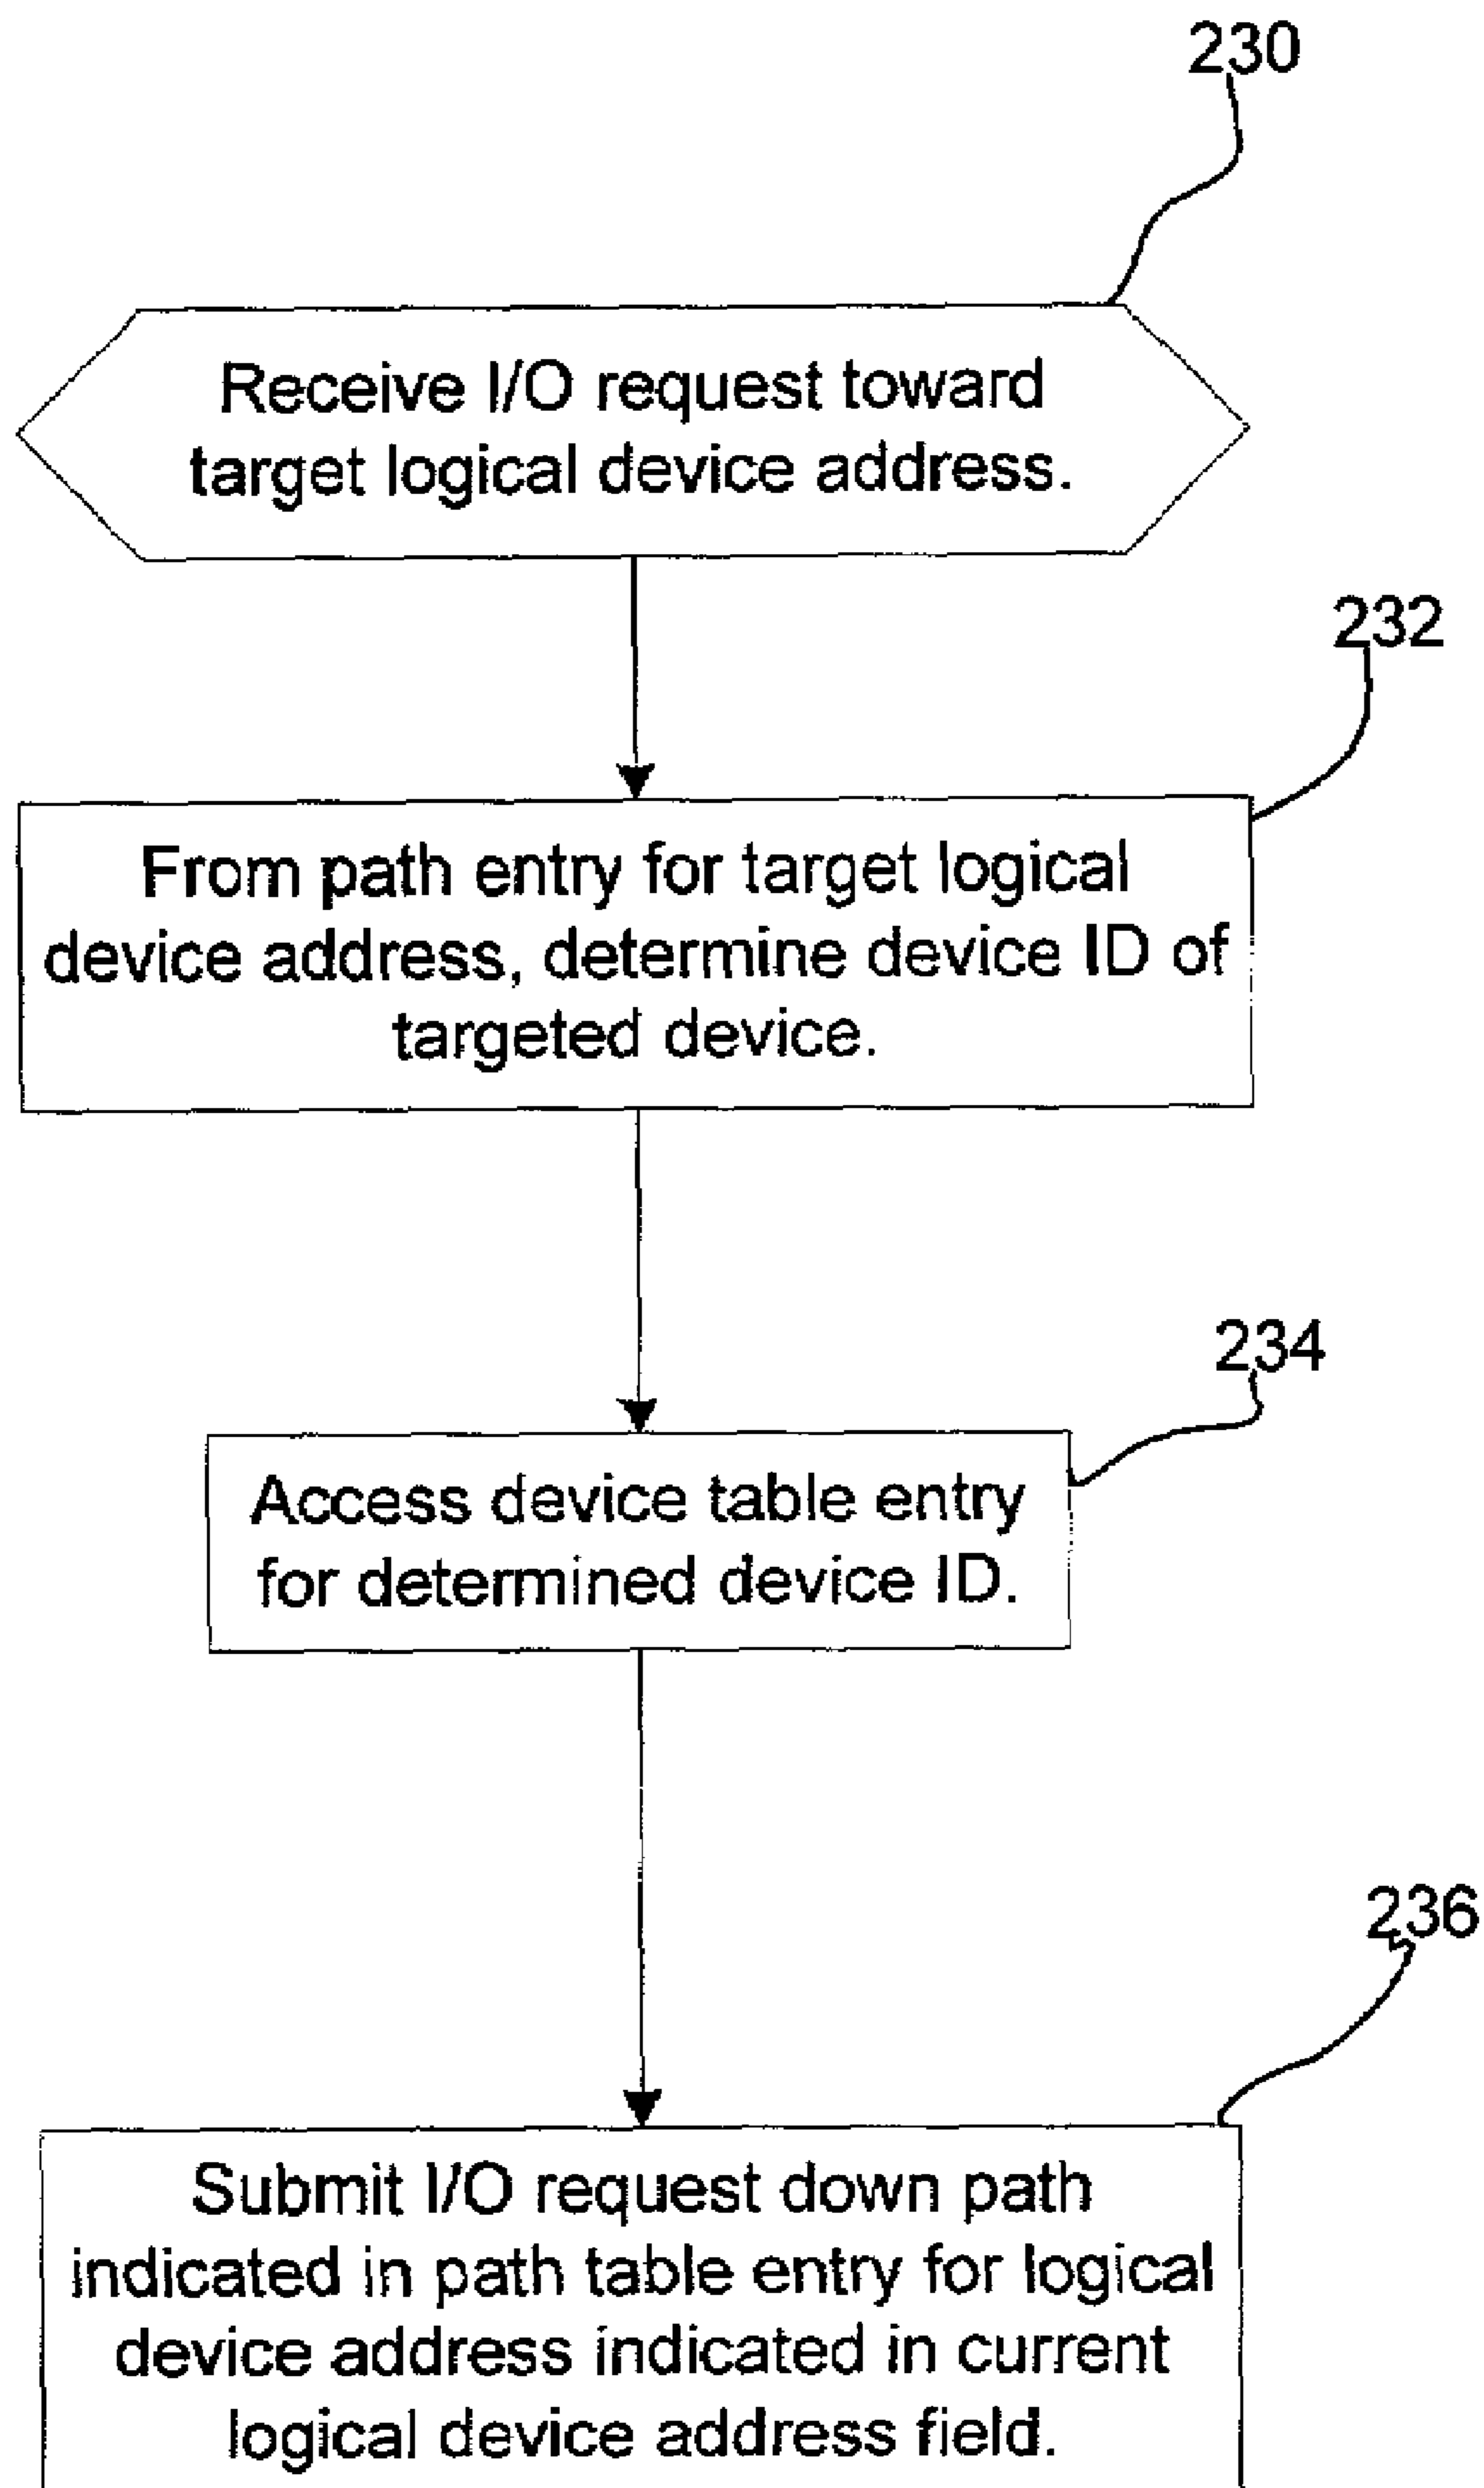 230
Receive I/O request toward
target logical device address.
232
From path entry for target logical
device address, determine device ID of
targeted device.
234
Access device table entry
for determined device ID.
236
Submit I/O request down path
indicated in path table entry for logical
device address indicated in current
logical device address field.